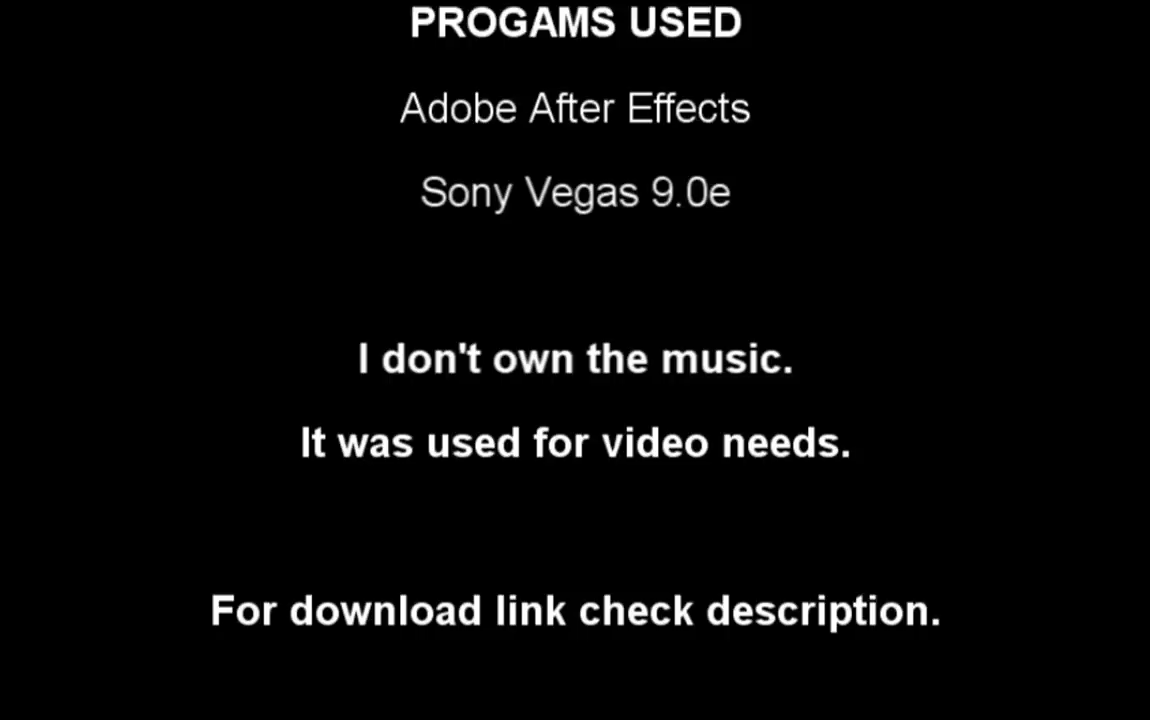 PROGAMS USED
Adobe After Effects
Sony Vegas 9.0e
I don't own the music.
It was used for video needs.
For download link check description.